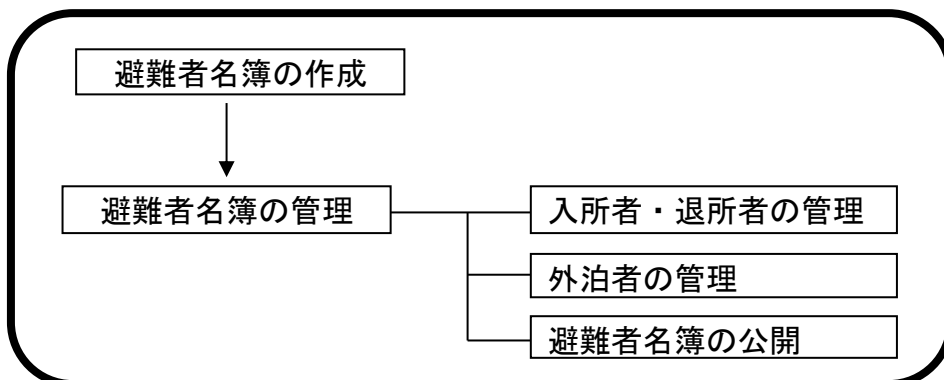 避難者名簿の作成
避難者名簿の管理
入所者・退所者の管理
外泊者の管理
避難者名簿の公開